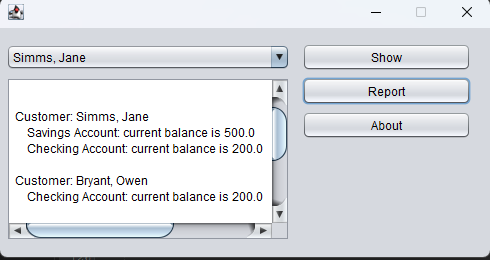 Simms, Jane
Show
Report
About
Customer: Simms, Jane
Savings Account: current balance is 500.0
Checking Account: current balance is 200.0
Customer: Bryant, Owen
Checking Account: current balance is 200.0